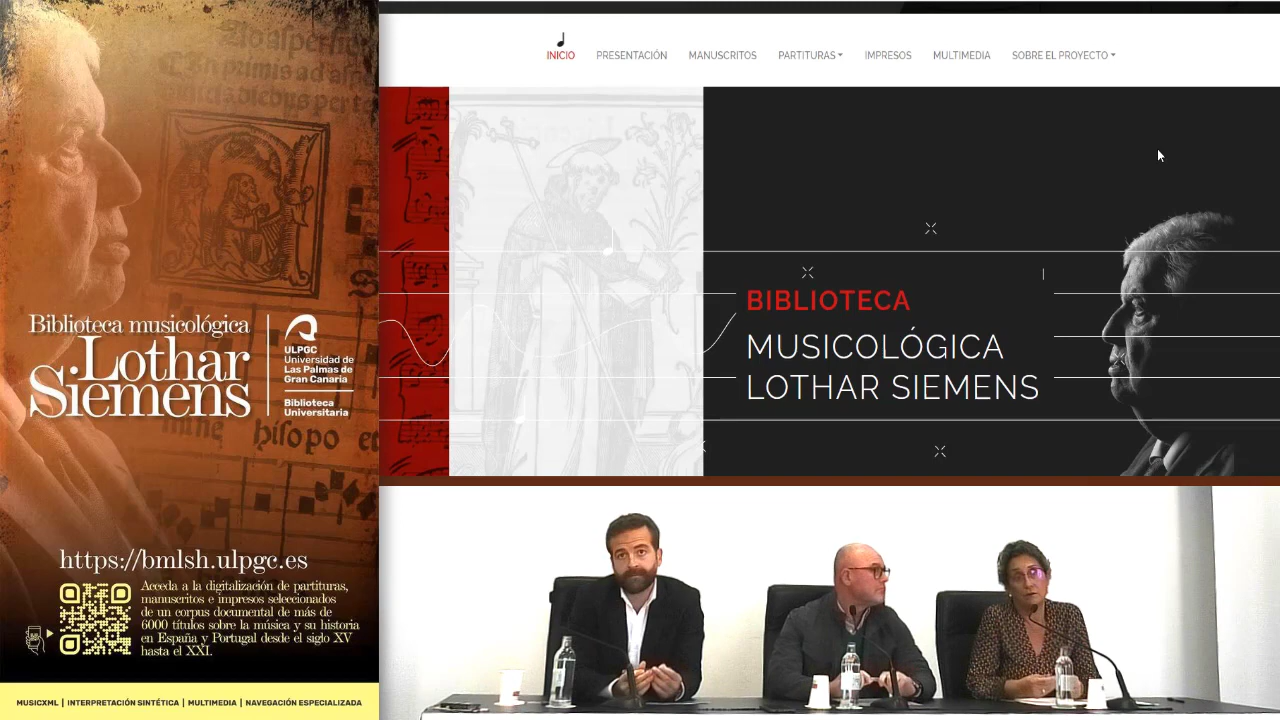 Biblioteca musicológica
Lothar
Siemens
ULPGC
Universidad de
Las Palmas de
Gran Canaria
Biblioteca
Universitaria
hisopo et
https://bmlsh.ulpgc.es
Acceda a la digitalización de partituras,
manuscritos e impresos seleccionados
de un corpus documental de más de
6000 títulos sobre la música y su historia
en España y Portugal desde el siglo XV
hasta el XXI.
MUSICXML | INTERPRETACIÓN SINTÉTICA | MULTIMEDIA | NAVEGACIÓN ESPECIALIZADA
INICIO PRESENTACIÓN MANUSCRITOS PARTITURAS IMPRESOS MULTIMEDIA SOBRE EL PROYECTO
BIBLIOTECA
MUSICOLÓGICA
LOTHAR SIEMENS